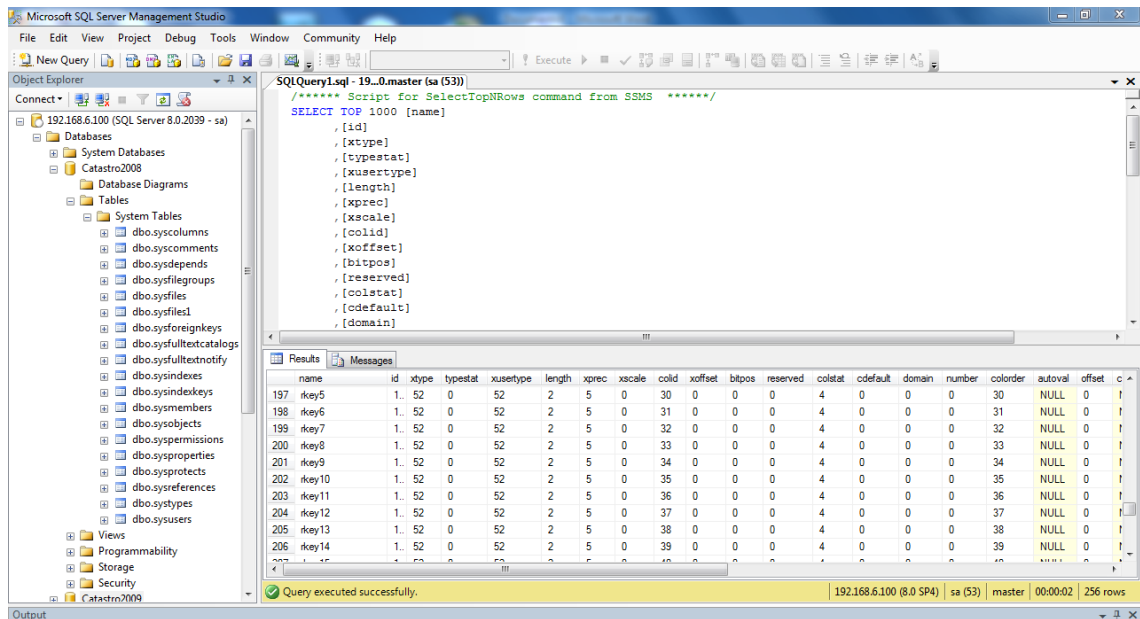 Microsoft SQL Server Management Studio
File Edit View Project Debug Tools Window Community Help
New Query Execute
Object Explorer
Connect
192.168.6.100 (SQL Server 8.0.2039 - sa)
Databases
System Databases
Catastro2008
Database Diagrams
Tables
System Tables
dbo.syscolumns
dbo.syscomments
dbo.sysdepends
dbo.sysfilegroups
dbo.sysfiles
dbo.sysfiles1
dbo.sysforeignkeys
dbo.sysfulltextcatalogs
dbo.sysfulltextnotify
dbo.sysindexes
dbo.sysindexkeys
dbo.sysmembers
dbo.sysobjects
dbo.syspermissions
dbo.sysproperties
dbo.sysprotects
dbo.sysreferences
dbo.systypes
dbo.sysusers
Views
Programmability
Storage
Security
Catastro2009
SQLQuery1.sql - 19...0.master (sa (53))
/****** Script for SelectTopNRows command from SSMS ******/
SELECT TOP 1000 [name]
,[id]
,[xtype]
,[typestat]
,[xusertype]
,[length]
,[xprec]
,[xscale]
,[colid]
,[xoffset]
,[bitpos]
,[reserved]
,[colstat]
,[cdefault]
,[domain]
Results Messages
name id xtype typestat xusertype length xprec xscale colid xoffset bitpos reserved colstat cdefault domain number colorder autoval offset c
197 rkey5 1.. 52 0 52 2 5 0 30 0 0 0 4 0 0 0 30 NULL 0
198 rkey6 1.. 52 0 52 2 5 0 31 0 0 0 4 0 0 0 31 NULL 0
199 rkey7 1.. 52 0 52 2 5 0 32 0 0 0 4 0 0 0 32 NULL 0
200 rkey8 1.. 52 0 52 2 5 0 33 0 0 0 4 0 0 0 33 NULL 0
201 rkey9 1.. 52 0 52 2 5 0 34 0 0 0 4 0 0 0 34 NULL 0
202 rkey10 1.. 52 0 52 2 5 0 35 0 0 0 4 0 0 0 35 NULL 0
203 rkey11 1.. 52 0 52 2 5 0 36 0 0 0 4 0 0 0 36 NULL 0
204 rkey12 1.. 52 0 52 2 5 0 37 0 0 0 4 0 0 0 37 NULL 0
205 rkey13 1.. 52 0 52 2 5 0 38 0 0 0 4 0 0 0 38 NULL 0
206 rkey14 1.. 52 0 52 2 5 0 39 0 0 0 4 0 0 0 39 NULL 0
Query executed successfully. 192.168.6.100 (8.0 SP4) sa (53) master 00:00:02 256 rows
Output